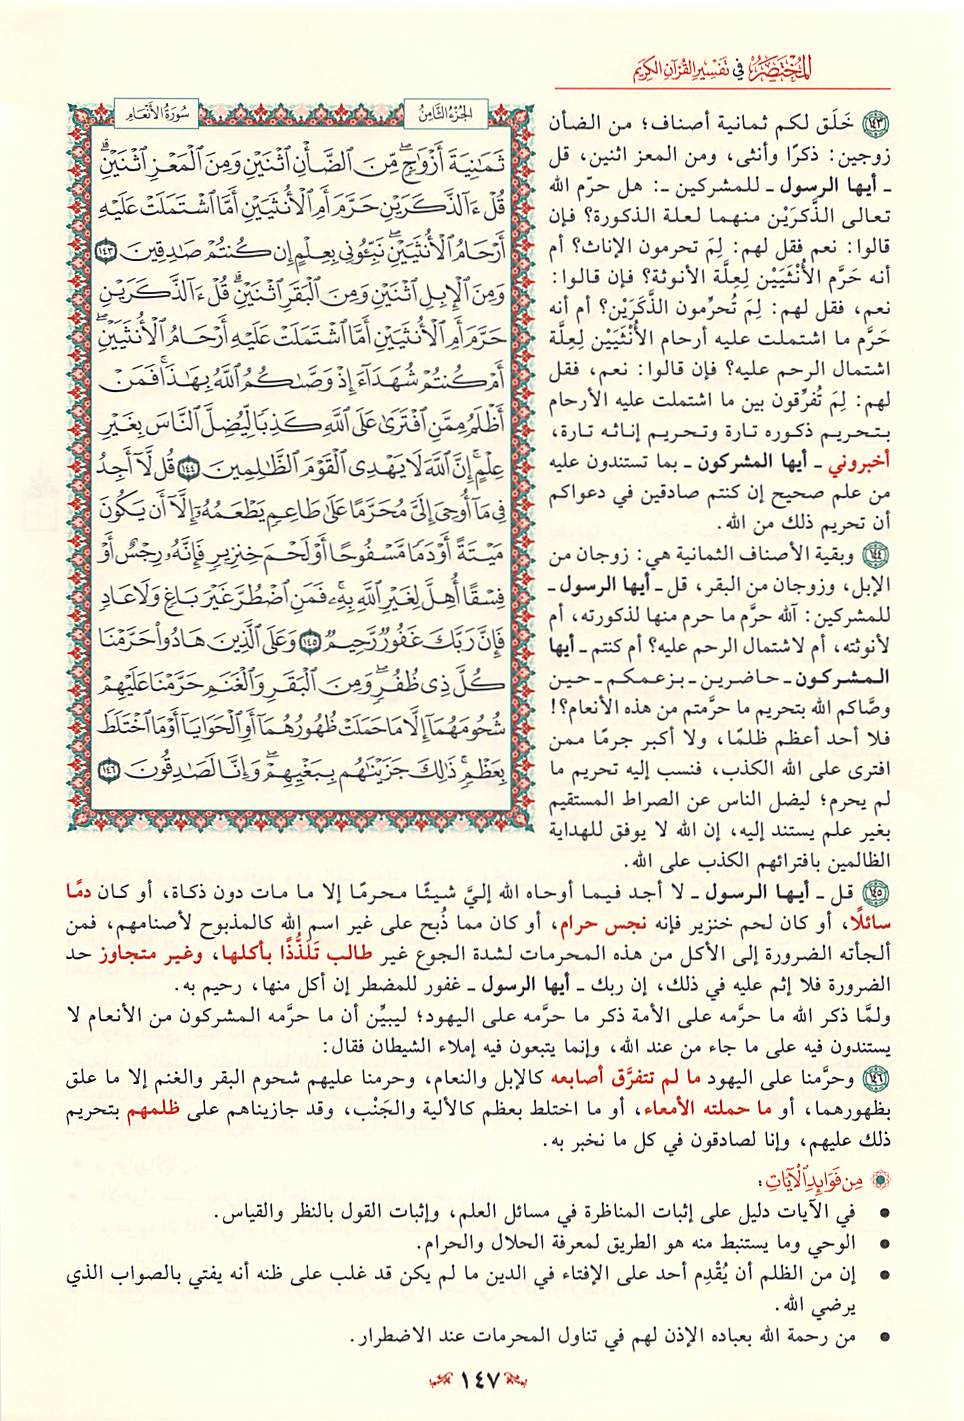 المُخْتَصَرُ في تَفْسِيرِ القُرْآنِ الكَرِيمِ
الجُزْءُ الثَّامِنُ
سُورَةُ الأَنْعَامِ
ثَمَٰنِيَةَ أَزْوَٰجٖۖ مِّنَ ٱلضَّأۡنِ ٱثۡنَيۡنِ وَمِنَ ٱلۡمَعۡزِ ٱثۡنَيۡنِۗ
قُلۡ ءَآلذَّكَرَيۡنِ حَرَّمَ أَمِ ٱلۡأُنثَيَيۡنِ أَمَّا ٱشۡتَمَلَتۡ عَلَيۡهِ
أَرۡحَامُ ٱلۡأُنثَيَيۡنِۖ نَبِّـُٔونِي بِعِلۡمٍ إِن كُنتُمۡ صَٰدِقِينَ ١٤٣
وَمِنَ ٱلۡإِبِلِ ٱثۡنَيۡنِ وَمِنَ ٱلۡبَقَرِ ٱثۡنَيۡنِۗ قُلۡ ءَآلذَّكَرَيۡنِ
حَرَّمَ أَمِ ٱلۡأُنثَيَيۡنِ أَمَّا ٱشۡتَمَلَتۡ عَلَيۡهِ أَرۡحَامُ ٱلۡأُنثَيَيۡنِۖ
أَمۡ كُنتُمۡ شُهَدَآءَ إِذۡ وَصَّىٰكُمُ ٱللَّهُ بِهَٰذَاۚ فَمَنۡ
أَظۡلَمُ مِمَّنِ ٱفۡتَرَىٰ عَلَى ٱللَّهِ كَذِبٗا لِّيُضِلَّ ٱلنَّاسَ بِغَيۡرِ
عِلۡمٍۚ إِنَّ ٱللَّهَ لَا يَهۡدِي ٱلۡقَوۡمَ ٱلظَّٰلِمِينَ ١٤٤ قُل لَّآ أَجِدُ
فِي مَآ أُوحِيَ إِلَيَّ مُحَرَّمًا عَلَىٰ طَاعِمٖ يَطۡعَمُهُۥٓ إِلَّآ أَن يَكُونَ
مَيۡتَةً أَوۡ دَمٗا مَّسۡفُوحًا أَوۡ لَحۡمَ خِنزِيرٖ فَإِنَّهُۥ رِجۡسٌ أَوۡ
فِسۡقًا أُهِلَّ لِغَيۡرِ ٱللَّهِ بِهِۦۚ فَمَنِ ٱضۡطُرَّ غَيۡرَ بَاغٖ وَلَا عَادٖ
فَإِنَّ رَبَّكَ غَفُورٞ رَّحِيمٞ ١٤٥ وَعَلَى ٱلَّذِينَ هَادُواْ حَرَّمۡنَا
كُلَّ ذِي ظُفُرٖۖ وَمِنَ ٱلۡبَقَرِ وَٱلۡغَنَمِ حَرَّمۡنَا عَلَيۡهِمۡ
شُحُومَهُمَآ إِلَّا مَا حَمَلَتۡ ظُهُورُهُمَآ أَوِ ٱلۡحَوَايَآ أَوۡ مَا ٱخۡتَلَطَ
بِعَظۡمٖۚ ذَٰلِكَ جَزَيۡنَٰهُم بِبَغۡيِهِمۡۖ وَإِنَّا لَصَٰدِقُونَ ١٤٦
١٤٣ خَلَق لكم ثمانية أصناف؛ من الضأن
زوجين: ذكرًا وأنثى، ومن المعز اثنين، قل
ـ أيها الرسول ـ للمشركين ـ: هل حرّم الله
تعالى الذَّكرَيْن منهما لعلة الذكورة؟ فإن
قالوا: نعم فقل لهم: لِمَ تحرمون الإناث؟ أم
أنه حَرَّم الأُنْثَيَيْن لِعِلَّة الأنوثة؟ فإن قالوا:
نعم، فقل لهم: لِمَ تُحرِّمون الذَّكَرَيْن؟ أم أنه
حَرَّم ما اشتملت عليه أرحام الأُنْثَيَيْن لِعِلَّة
اشتمال الرحم عليه؟ فإن قالوا: نعم، فقل
لهم: لِمَ تُفرِّقون بين ما اشتملت عليه الأرحام
بتحريم ذكوره تارة وتحريم إناثه تارة،
أخبروني ـ أيها المشركون ـ بما تستندون عليه
من علم صحيح إن كنتم صادقين في دعواكم
أن تحريم ذلك من الله.
١٤٤ وبقية الأصناف الثمانية هي: زوجان من
الإبل، وزوجان من البقر، قل ـ أيها الرسول ـ
للمشركين: آلله حرَّم ما حرم منها لذكورته، أم
لأنوثته، أم لاشتمال الرحم عليه؟ أم كنتم ـ أيها
المشركون ـ حاضرين ـ بزعمكم ـ حين
وصَّاكم الله بتحريم ما حرَّمتم من هذه الأنعام؟!
فلا أحد أعظم ظلمًا، ولا أكبر جرمًا ممن
افترى على الله الكذب، فنسب إليه تحريم ما
لم يحرم؛ ليضل الناس عن الصراط المستقيم
بغير علم يستند إليه، إن الله لا يوفق للهداية
الظالمين بافترائهم الكذب على الله.
١٤٥ قل ـ أيها الرسول ـ لا أجد فيما أوحاه الله إليَّ شيئًا محرمًا إلا ما مات دون ذكاة، أو كان دمًا
سائلًا، أو كان لحم خنزير فإنه نجس حرام، أو كان مما ذُبح على غير اسم الله كالمذبوح لأصنامهم، فمن
ألجأته الضرورة إلى الأكل من هذه المحرمات لشدة الجوع غير طالب تَلَذُّذًا بأكلها، وغير متجاوز حد
الضرورة فلا إثم عليه في ذلك، إن ربك ـ أيها الرسول ـ غفور للمضطر إن أكل منها، رحيم به.
ولمَّا ذكر الله ما حرَّمه على الأمة ذكر ما حرَّمه على اليهود؛ ليبيِّن أن ما حرَّمه المشركون من الأنعام لا
يستندون فيه على ما جاء من عند الله، وإنما يتبعون فيه إملاء الشيطان فقال:
١٤٦ وحرَّمنا على اليهود ما لم تتفرَّق أصابعه كالإبل والنعام، وحرمنا عليهم شحوم البقر والغنم إلا ما علق
بظهورهما، أو ما حملته الأمعاء، أو ما اختلط بعظم كالألية والجَنْب، وقد جازيناهم على ظلمهم بتحريم
ذلك عليهم، وإنا لصادقون في كل ما نخبر به.
مِن فَوَائِدِ الآيَاتِ:
• في الآيات دليل على إثبات المناظرة في مسائل العلم، وإثبات القول بالنظر والقياس.
• الوحي وما يستنبط منه هو الطريق لمعرفة الحلال والحرام.
• إن من الظلم أن يُقْدِم أحد على الإفتاء في الدين ما لم يكن قد غلب على ظنه أنه يفتي بالصواب الذي
يرضي الله.
• من رحمة الله بعباده الإذن لهم في تناول المحرمات عند الاضطرار.
١٤٧